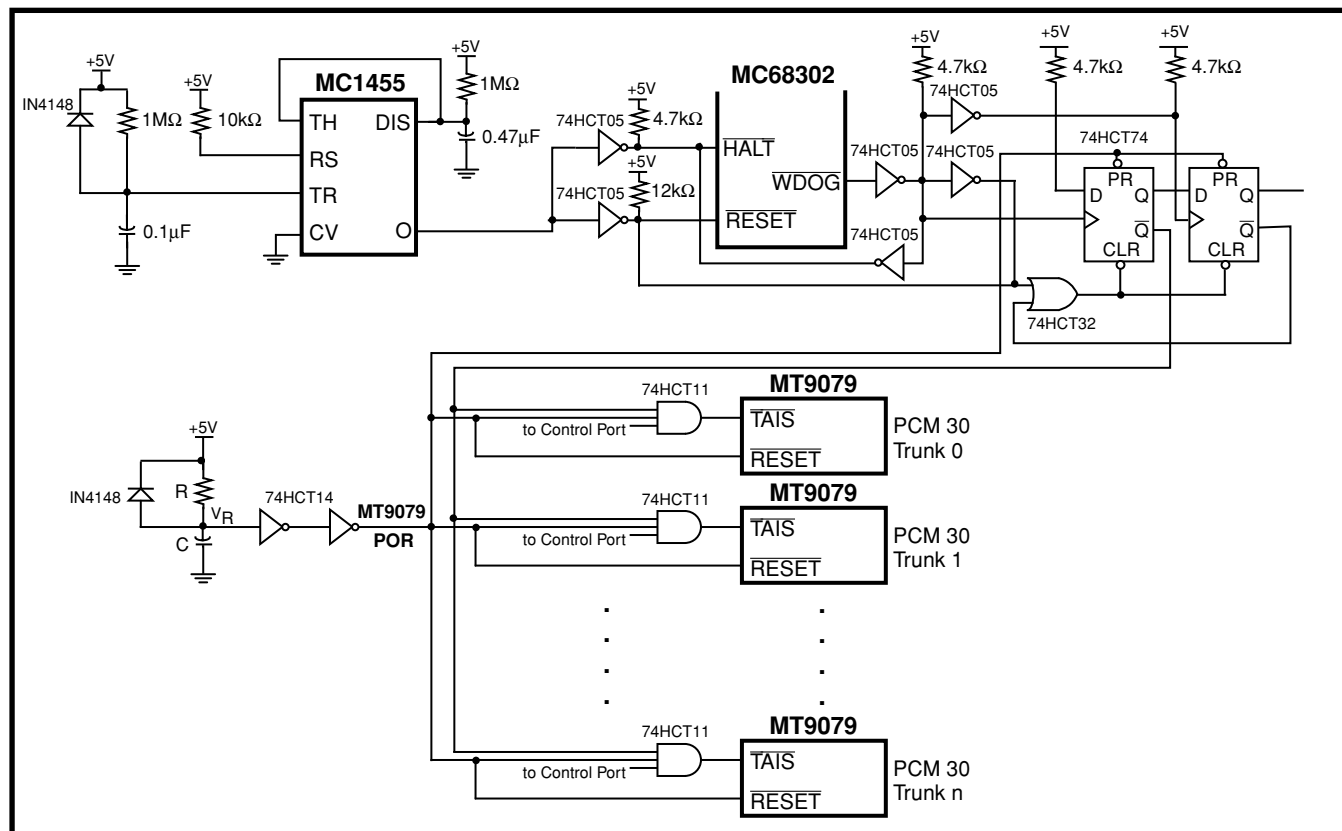 +5V
IN4148
1MΩ
+5V
10kΩ
0.1µF
MC1455
TH
DIS
RS
TR
CV
O
+5V
1MΩ
0.47µF
74HCT05
+5V
4.7kΩ
74HCT05
+5V
12kΩ
MC68302
HALT
WDOG
RESET
74HCT05
74HCT05
74HCT05
74HCT05
+5V
4.7kΩ
+5V
4.7kΩ
+5V
4.7kΩ
74HCT74
PR
D
Q
Q
CLR
PR
D
Q
Q
CLR
74HCT32
+5V
IN4148
R
VR
C
74HCT14
MT9079
POR
74HCT11
to Control Port
MT9079
TAIS
RESET
PCM 30
Trunk 0
74HCT11
to Control Port
MT9079
TAIS
RESET
PCM 30
Trunk 1
74HCT11
to Control Port
MT9079
TAIS
RESET
PCM 30
Trunk n